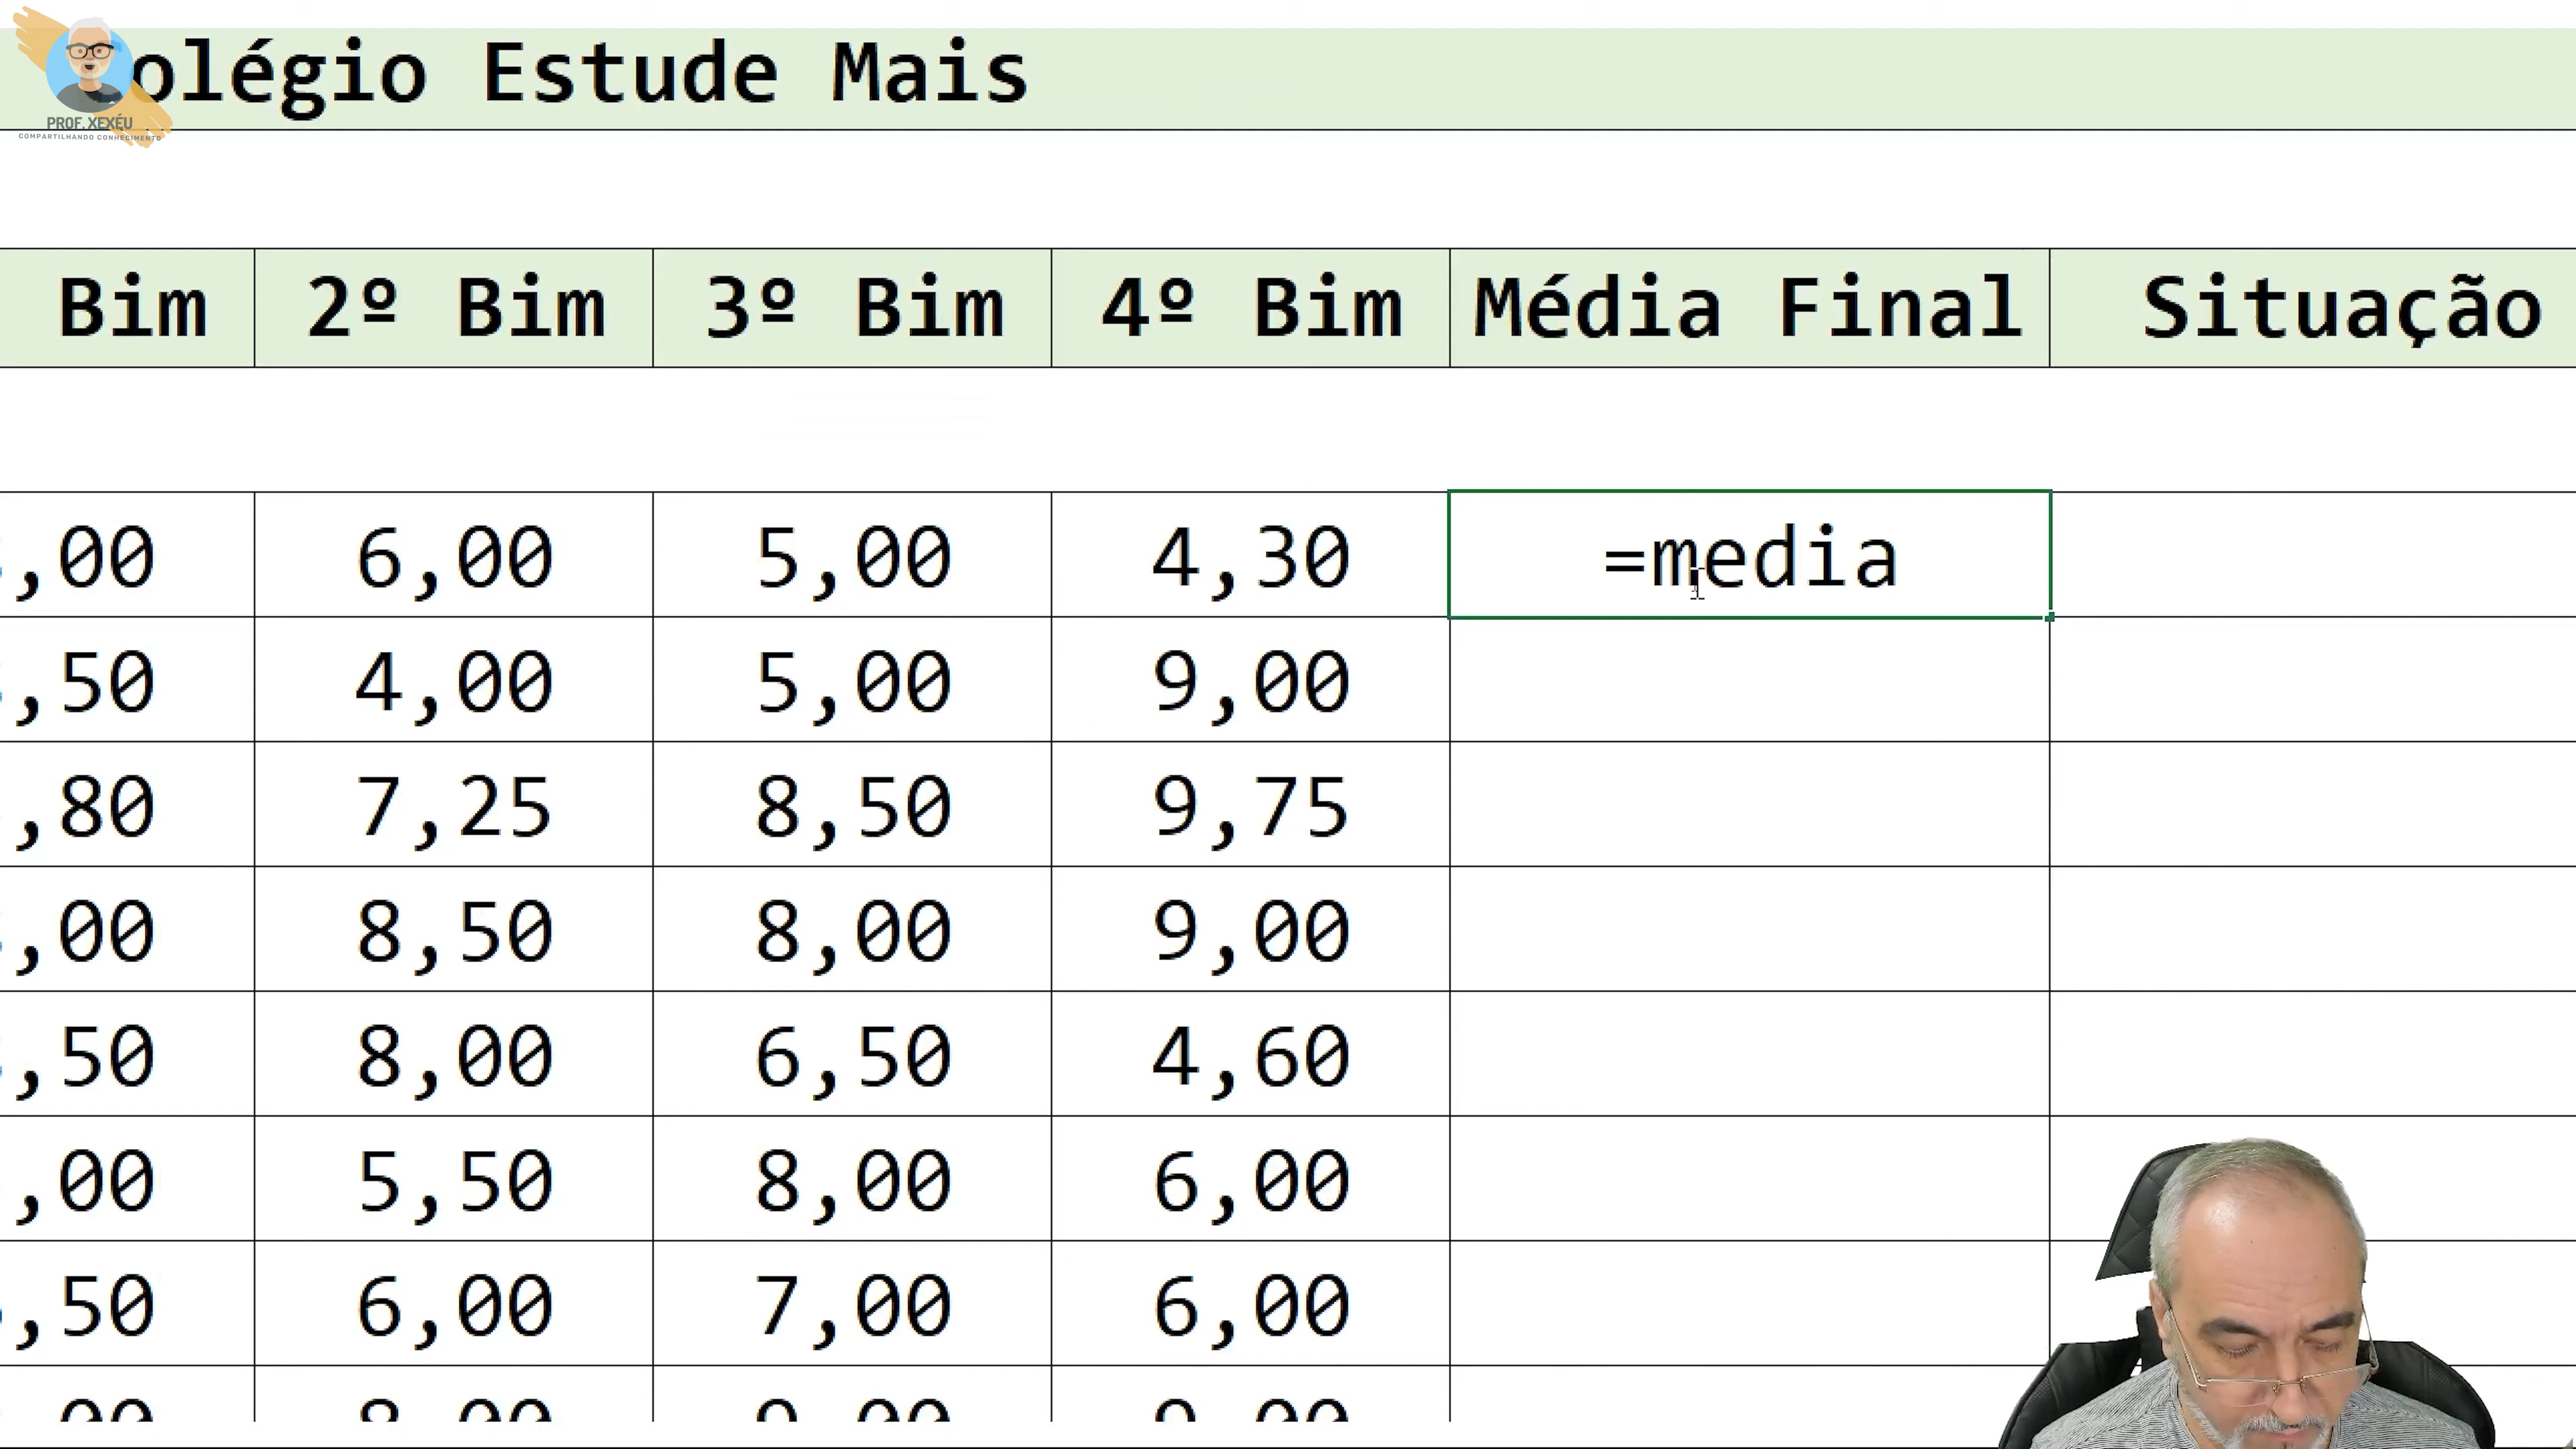 olégio Estude Mais
PROF. XEXÉU
COMPARTILHANDO CONHECIMENTO
Bim 2º Bim 3º Bim 4º Bim Média Final Situação
,00 6,00 5,00 4,30 =media
,50 4,00 5,00 9,00
,80 7,25 8,50 9,75
,00 8,50 8,00 9,00
,50 8,00 6,50 4,60
,00 5,50 8,00 6,00
,50 6,00 7,00 6,00